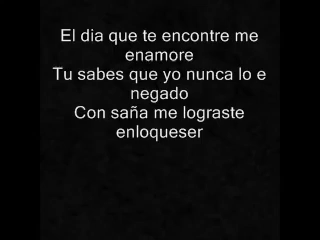 El dia que te encontre me
enamore
Tu sabes que yo nunca lo e
negado
Con saña me lograste
enloqueser